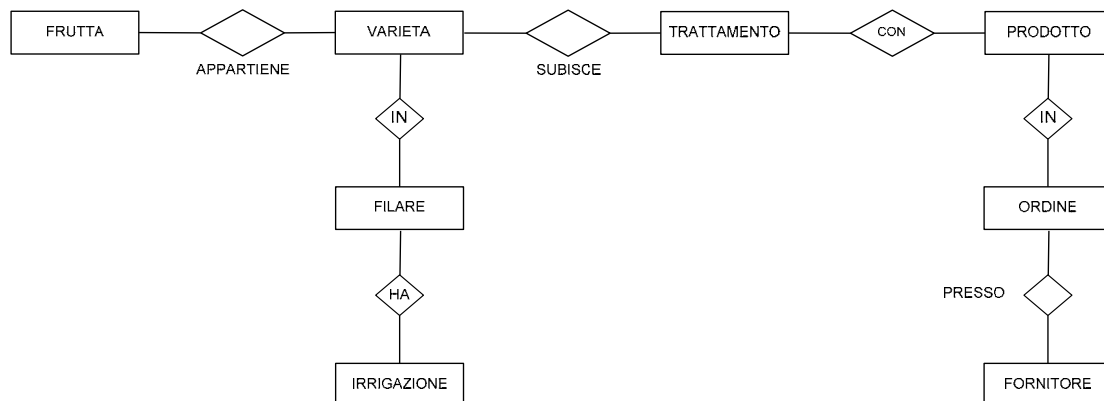 FRUTTA
VARIETA
TRATTAMENTO
CON
PRODOTTO
APPARTIENE
SUBISCE
IN
IN
FILARE
ORDINE
HA
PRESSO
IRRIGAZIONE
FORNITORE